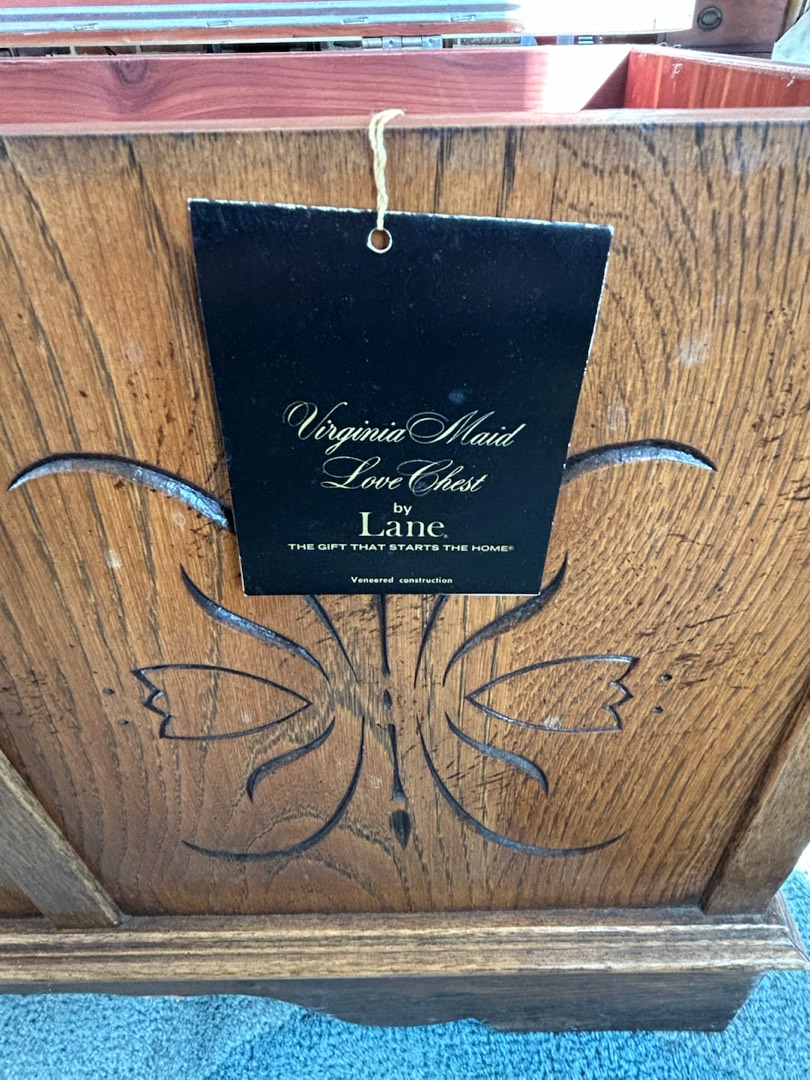 Virginia Maid
Love Chest
by
Lane®
THE GIFT THAT STARTS THE HOME®
Veneered construction